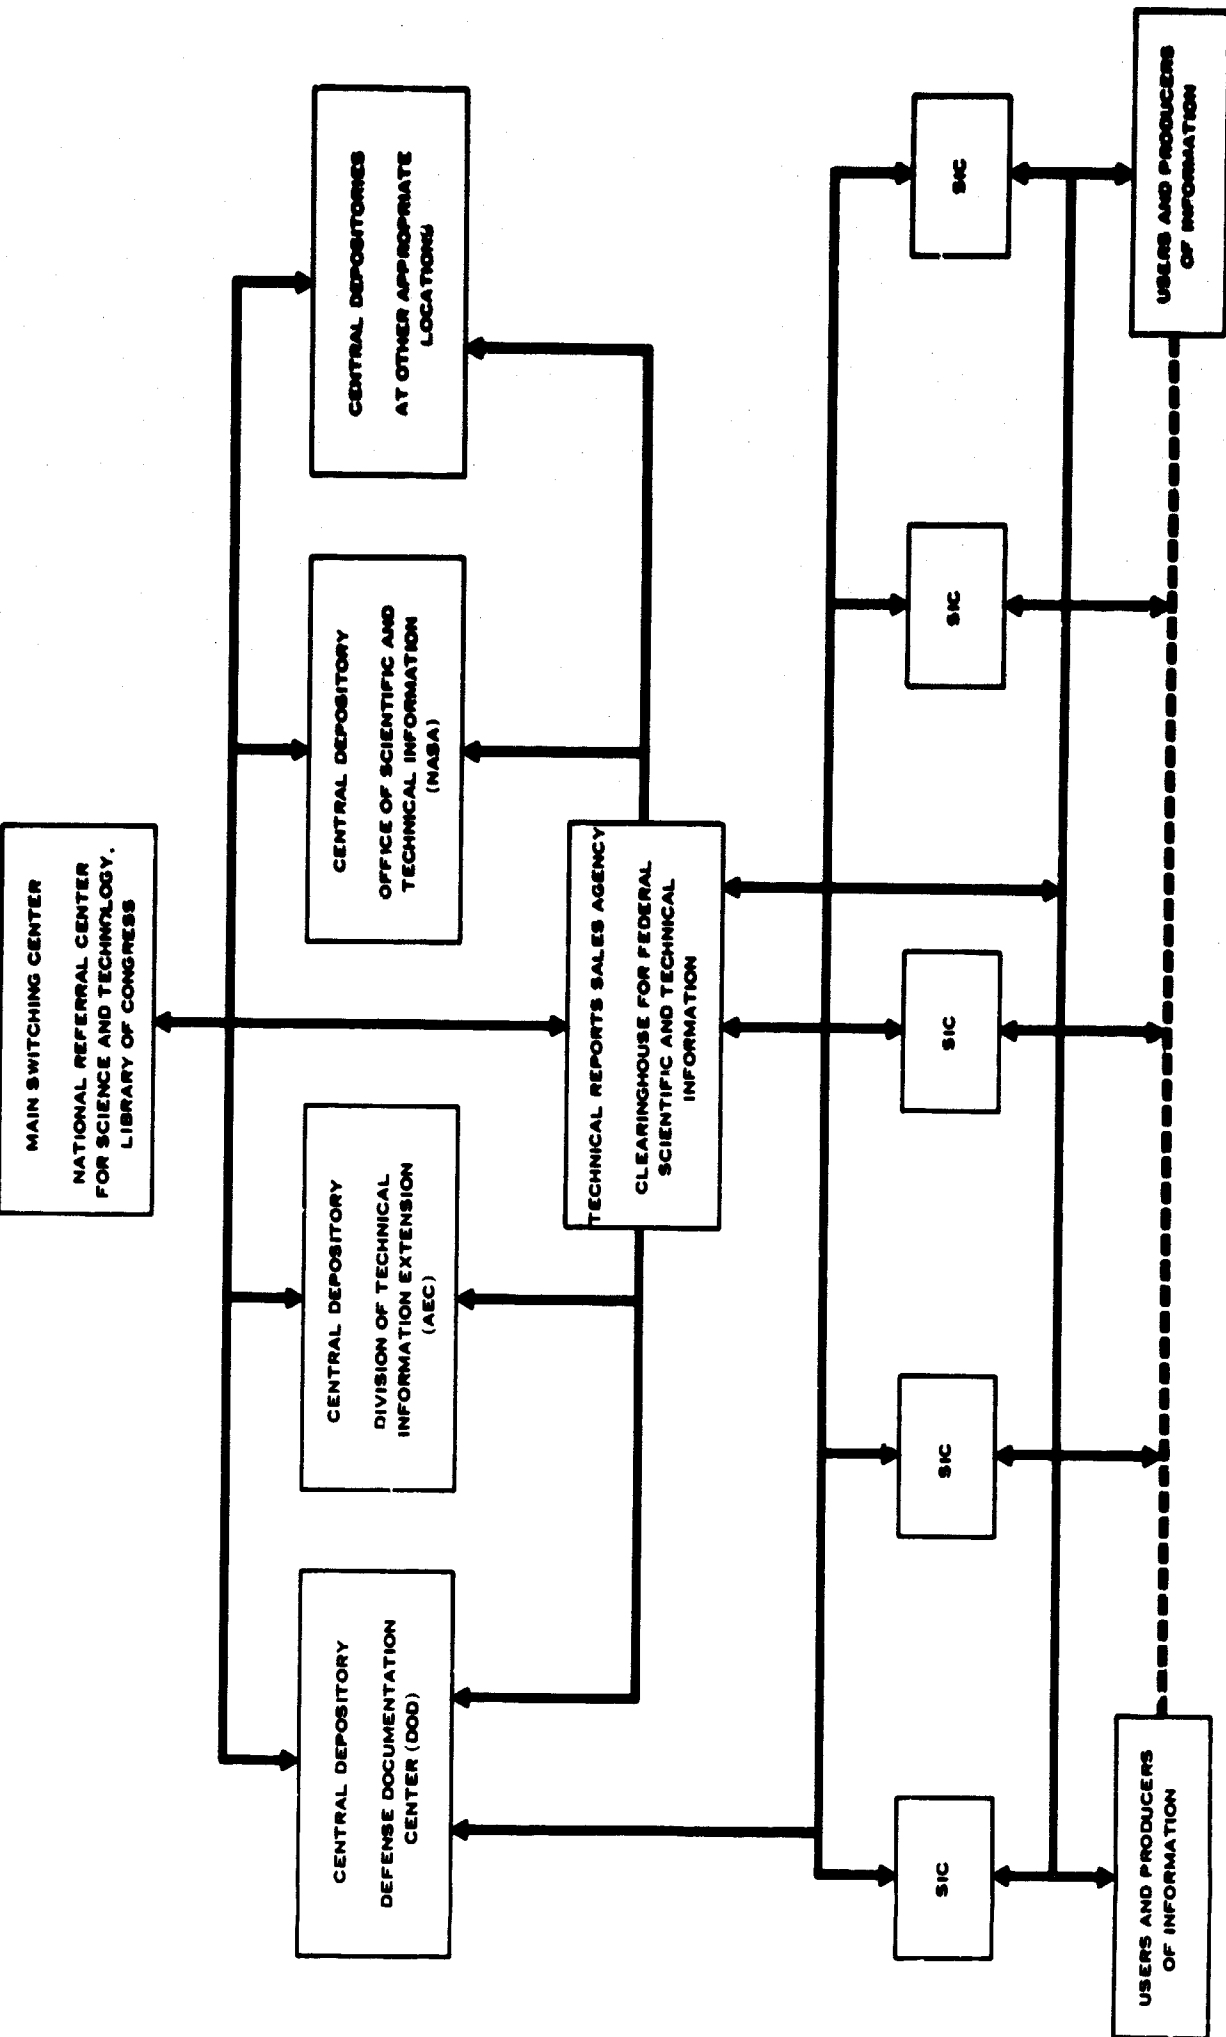 MAIN SWITCHING CENTER
NATIONAL REFERRAL CENTER
FOR SCIENCE AND TECHNOLOGY,
LIBRARY OF CONGRESS
CENTRAL DEPOSITORY
DEFENSE DOCUMENTATION
CENTER (DOD)
CENTRAL DEPOSITORY
DIVISION OF TECHNICAL
INFORMATION EXTENSION
(AEC)
CENTRAL DEPOSITORY
OFFICE OF SCIENTIFIC AND
TECHNICAL INFORMATION
(NASA)
CENTRAL DEPOSITORIES
AT OTHER APPROPRIATE
LOCATIONS
TECHNICAL REPORTS SALES AGENCY
CLEARINGHOUSE FOR FEDERAL
SCIENTIFIC AND TECHNICAL
INFORMATION
SIC
SIC
SIC
SIC
SIC
USERS AND PRODUCERS
OF INFORMATION
USERS AND PRODUCERS
OF INFORMATION